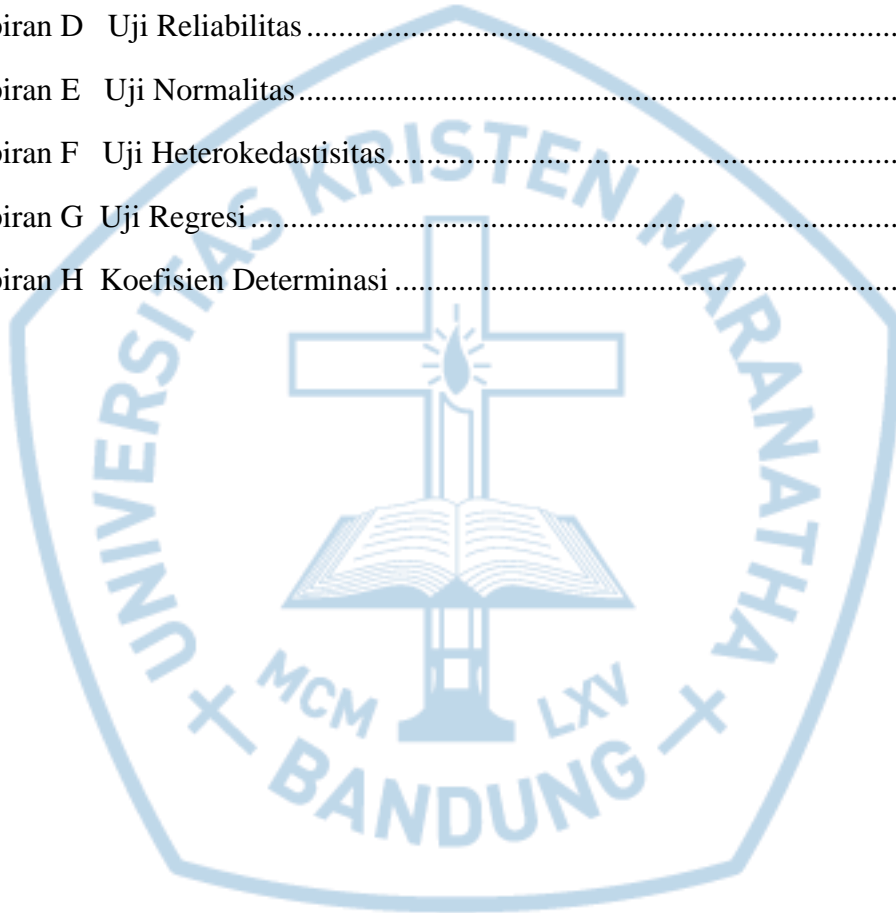 piran D Uji Reliabilitas ........................................................................
piran E Uji Normalitas ........................................................................
piran F Uji Heterokedastisitas ..............................................................
piran G Uji Regresi ..............................................................................
piran H Koefisien Determinasi ..............................................................
UNIVERSITAS KRISTEN MARANATHA
MCM LXV
BANDUNG